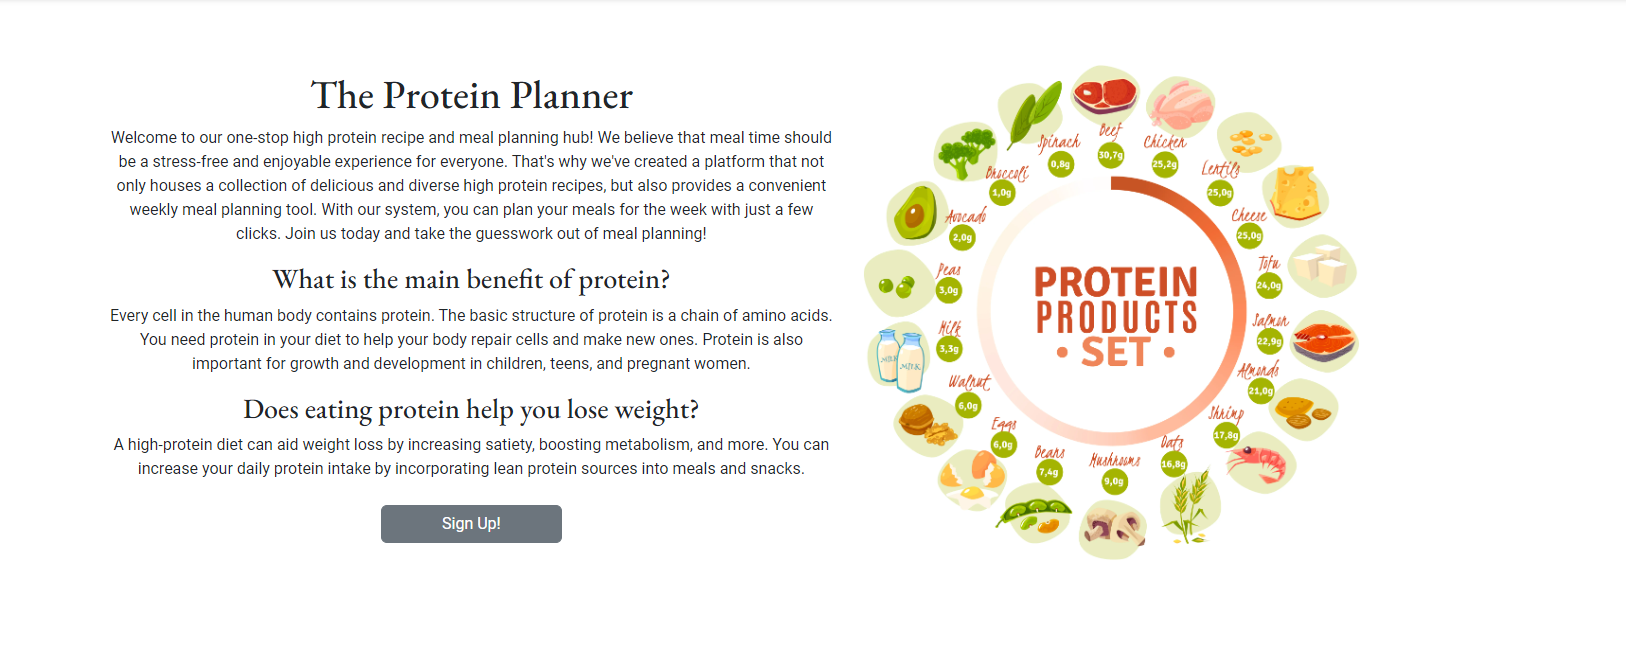 The Protein Planner
Welcome to our one-stop high protein recipe and meal planning hub! We believe that meal time should
be a stress-free and enjoyable experience for everyone. That's why we've created a platform that not
only houses a collection of delicious and diverse high protein recipes, but also provides a convenient
weekly meal planning tool. With our system, you can plan your meals for the week with just a few
clicks. Join us today and take the guesswork out of meal planning!
What is the main benefit of protein?
Every cell in the human body contains protein. The basic structure of protein is a chain of amino acids.
You need protein in your diet to help your body repair cells and make new ones. Protein is also
important for growth and development in children, teens, and pregnant women.
Does eating protein help you lose weight?
A high-protein diet can aid weight loss by increasing satiety, boosting metabolism, and more. You can
increase your daily protein intake by incorporating lean protein sources into meals and snacks.
Sign Up!
PROTEIN
PRODUCTS
• SET •
Beef
30,7g
Chicken
25,2g
Lentils
25,0g
Cheese
25,0g
Tofu
24,0g
Salmon
22,9g
Almonds
21,0g
Shrimp
17,8g
Oats
16,8g
Mushrooms
9,0g
Beans
7,4g
Eggs
6,0g
Walnut
6,0g
Milk
3,3g
MILK
MILK
Peas
3,0g
Avocado
2,0g
Broccoli
1,0g
Spinach
0,8g